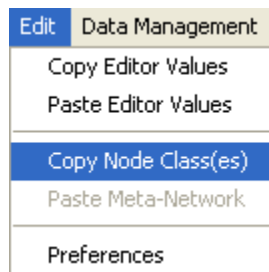 Edit Data Management
Copy Editor Values
Paste Editor Values
Copy Node Class(es)
Paste Meta-Network
Preferences